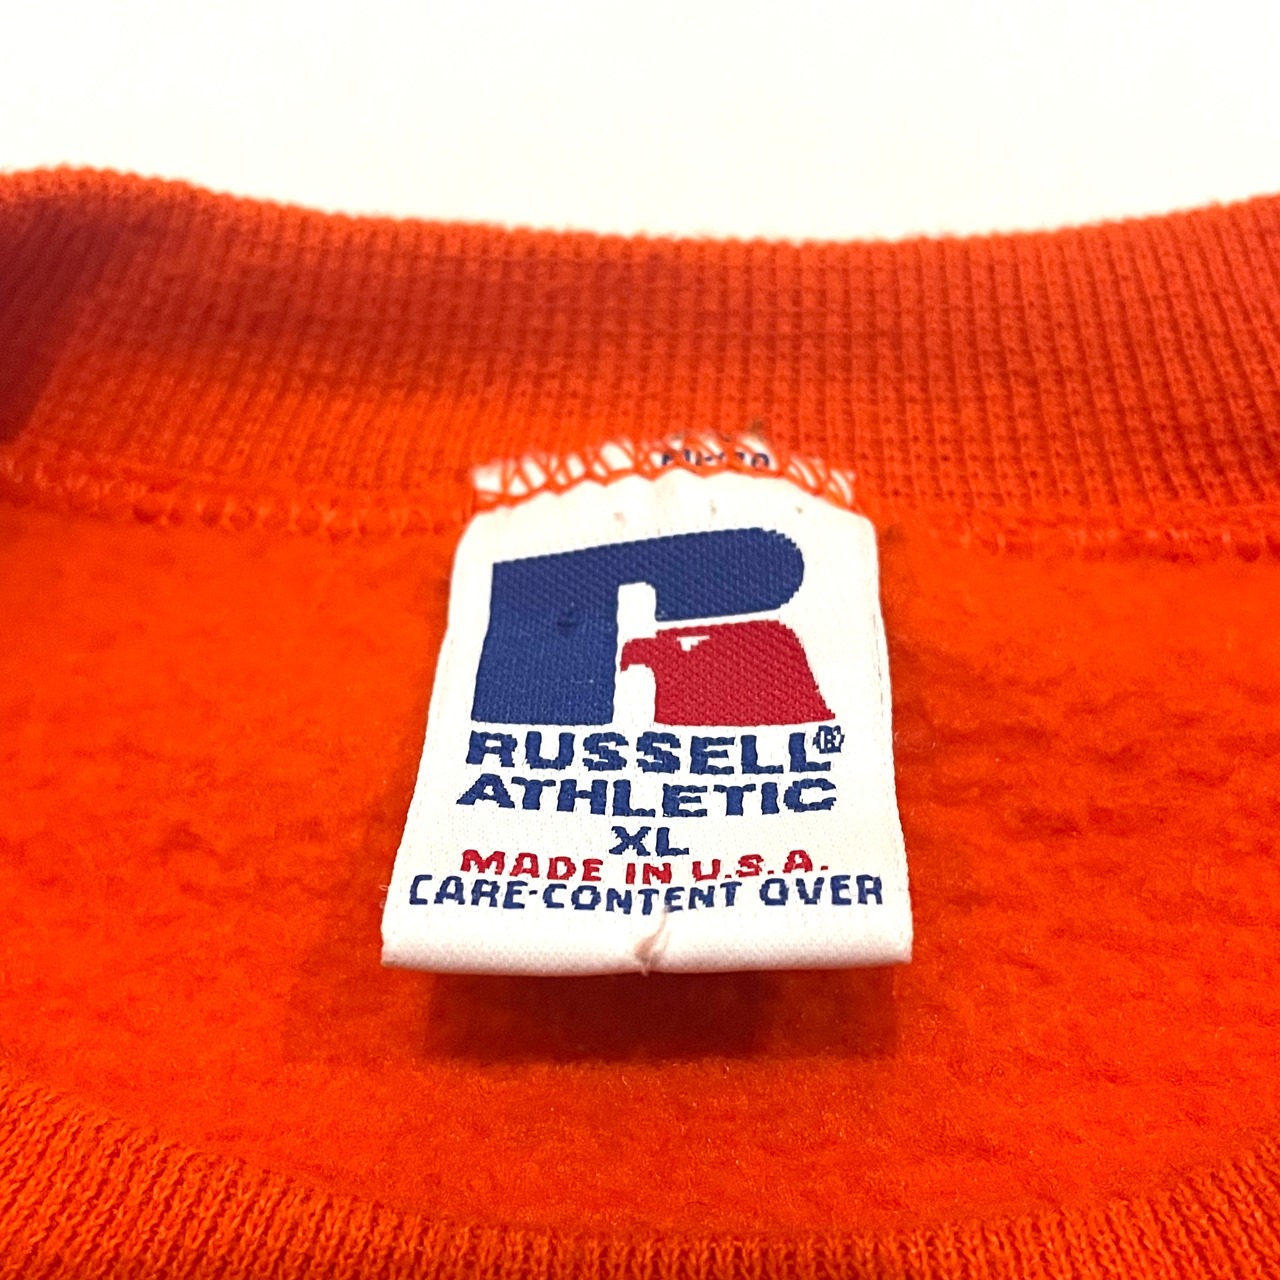 RUSSELL®
ATHLETIC
XL
MADE IN U.S.A.
CARE-CONTENT OVER